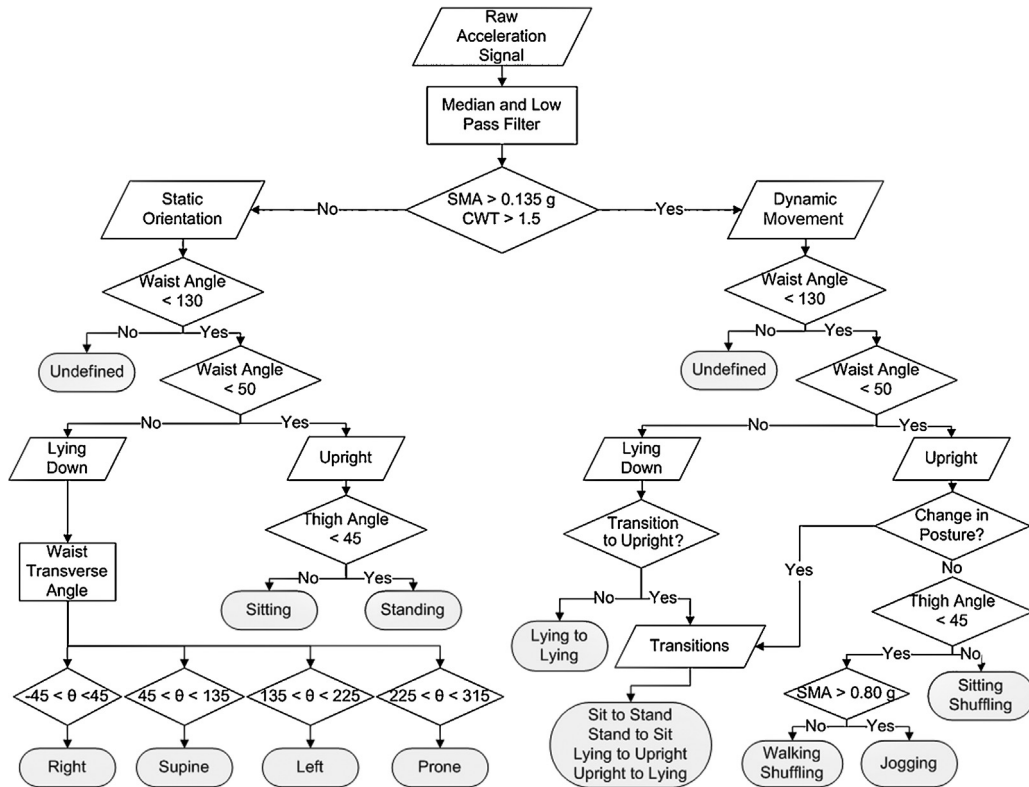 Raw
Acceleration
Signal
Median and Low
Pass Filter
SMA > 0.135 g
CWT > 1.5
No
Yes
Static
Orientation
Dynamic
Movement
Waist Angle
< 130
No
Yes
Undefined
Waist Angle
< 50
No
Yes
Lying
Down
Upright
Waist
Transverse
Angle
Thigh Angle
< 45
No
Yes
Sitting
Standing
-45 < θ <45
45 < θ < 135
135 < θ < 225
225 < θ < 315
Right
Supine
Left
Prone
Waist Angle
< 130
No
Yes
Undefined
Waist Angle
< 50
No
Yes
Lying
Down
Upright
Transition
to Upright?
Change in
Posture?
Yes
No
No
Yes
Lying to
Lying
Transitions
Thigh Angle
< 45
Yes
No
SMA > 0.80 g
Sitting
Shuffling
No
Yes
Walking
Shuffling
Jogging
Sit to Stand
Stand to Sit
Lying to Upright
Upright to Lying